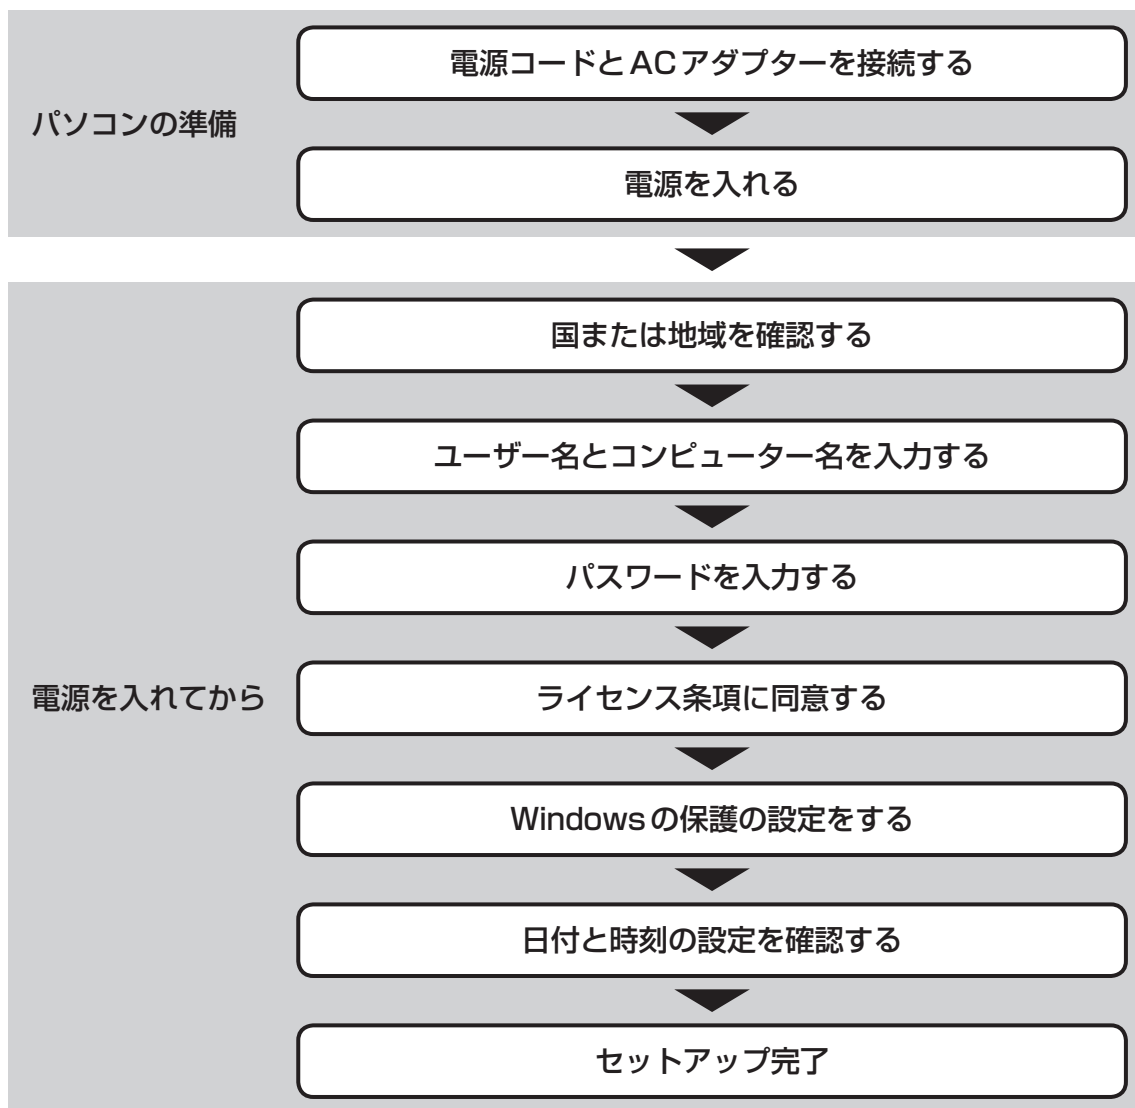 パソコンの準備
電源コードとACアダプターを接続する
電源を入れる
電源を入れてから
国または地域を確認する
ユーザー名とコンピューター名を入力する
パスワードを入力する
ライセンス条項に同意する
Windowsの保護の設定をする
日付と時刻の設定を確認する
セットアップ完了